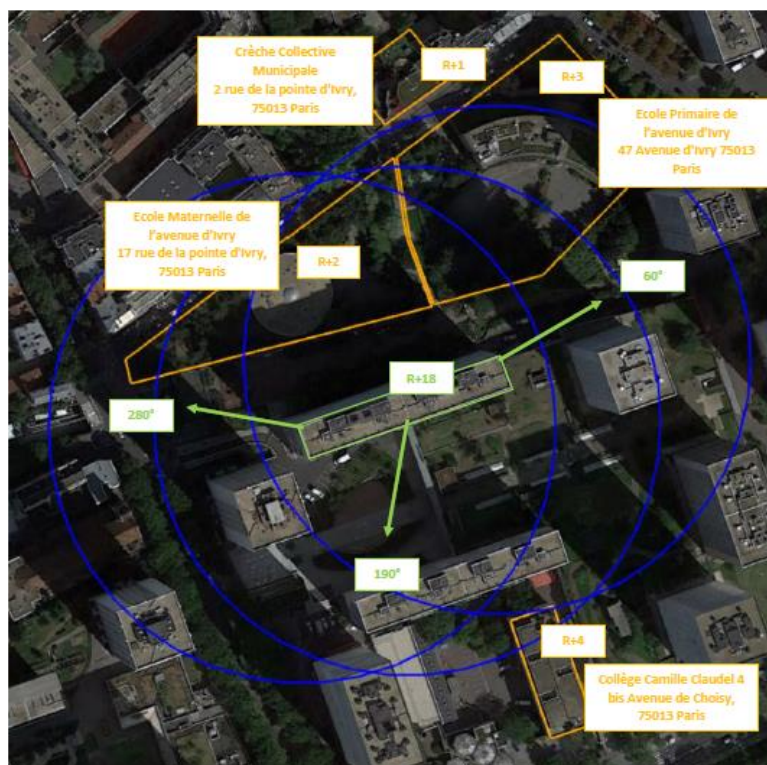 Crèche Collective
Municipale
2 rue de la pointe d'Ivry,
75013 Paris
R+1
R+3
Ecole Primaire de
l'avenue d'Ivry
47 Avenue d'Ivry 75013
Paris
Ecole Maternelle de
l'avenue d'Ivry
17 rue de la pointe d'Ivry,
75013 Paris
R+2
60°
R+18
280°
190°
R+4
Collège Camille Claudel 4
bis Avenue de Choisy,
75013 Paris